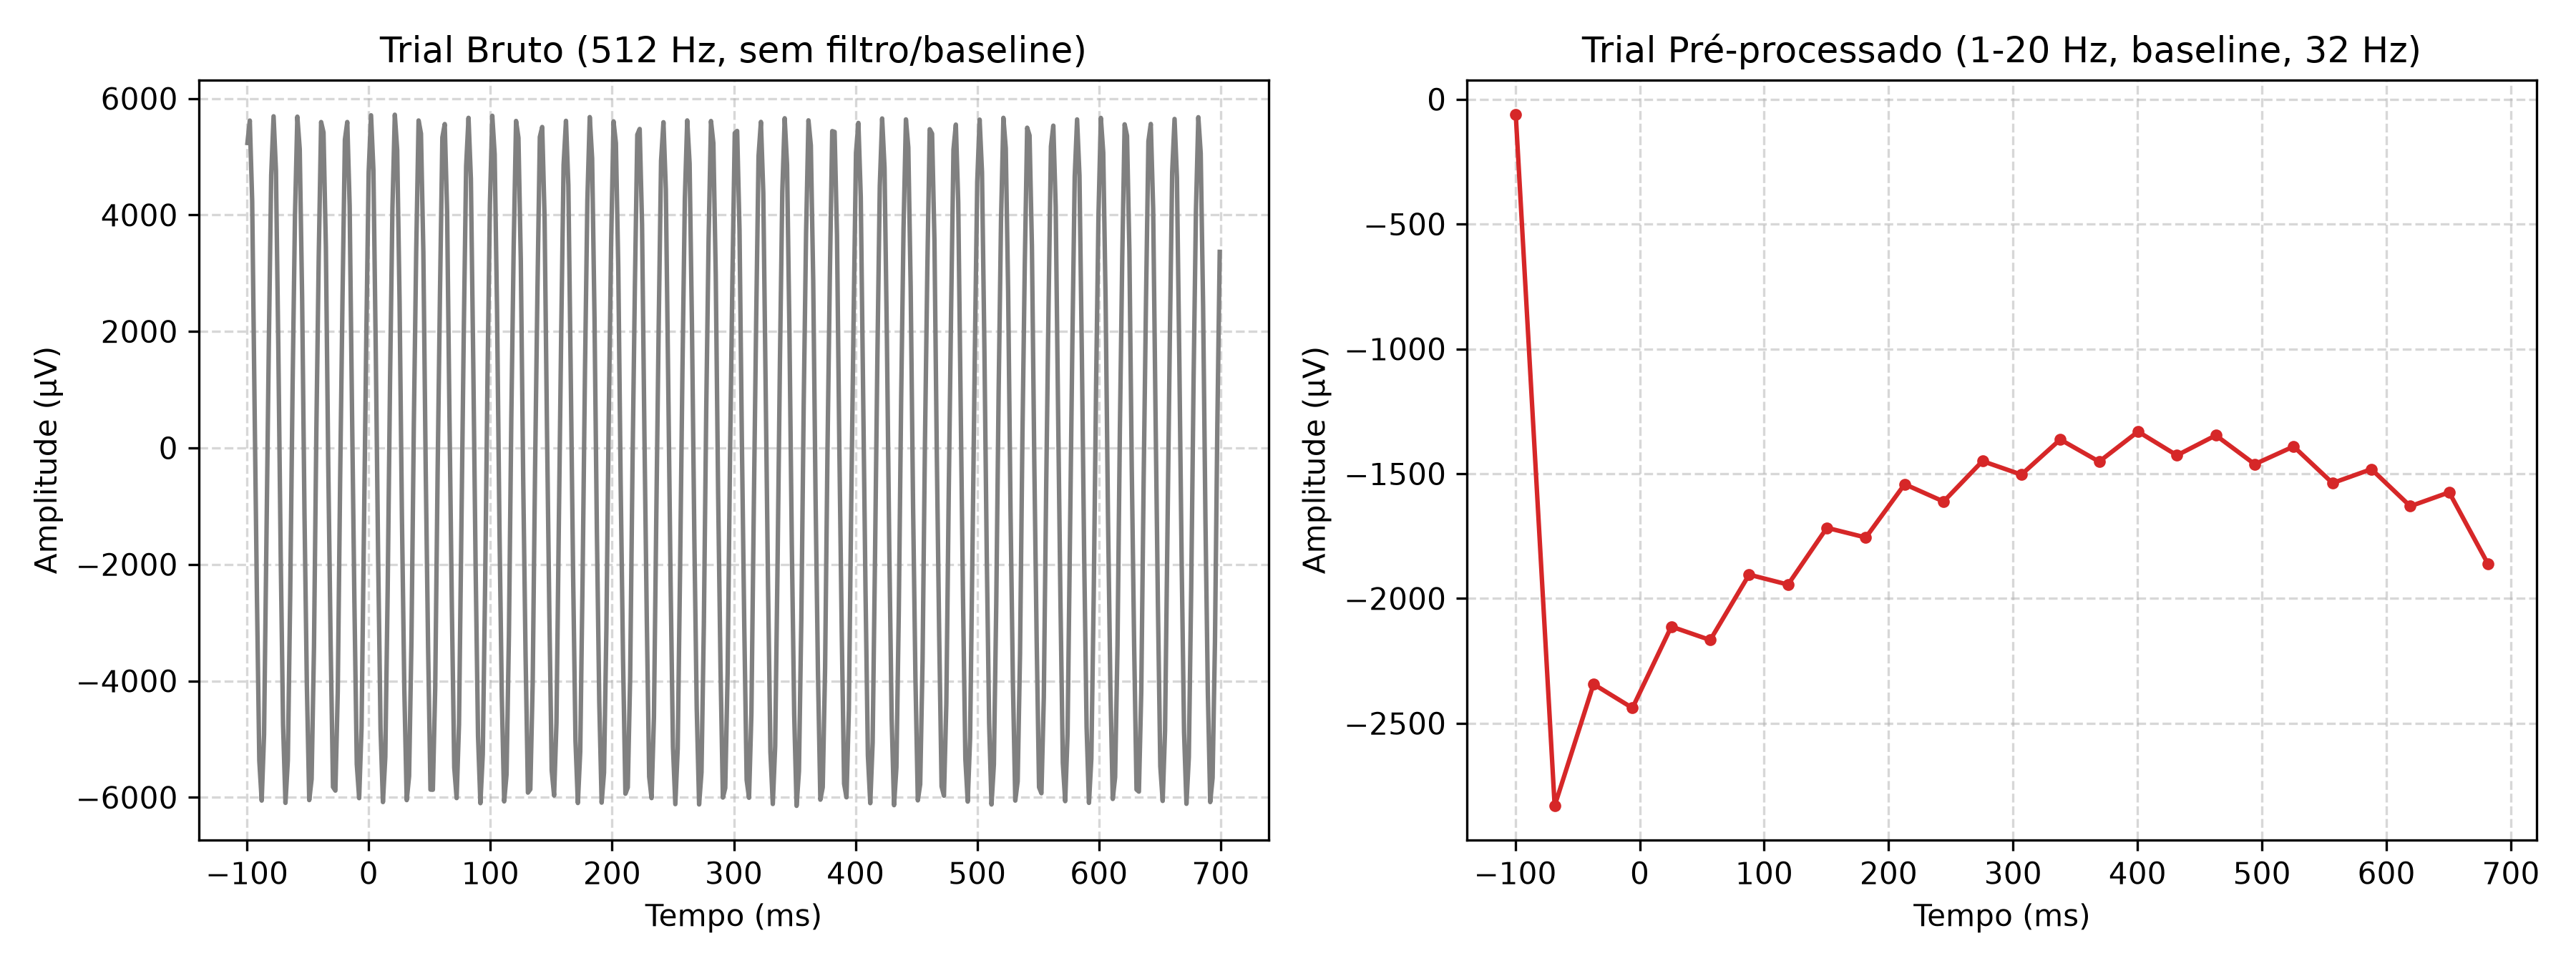 Trial Bruto (512 Hz, sem filtro/baseline)
6000
4000
2000
0
−2000
−4000
−6000
Amplitude (µV)
−100 0 100 200 300 400 500 600 700
Tempo (ms)
Trial Pré-processado (1-20 Hz, baseline, 32 Hz)
0
−500
−1000
−1500
−2000
−2500
Amplitude (µV)
−100 0 100 200 300 400 500 600 700
Tempo (ms)